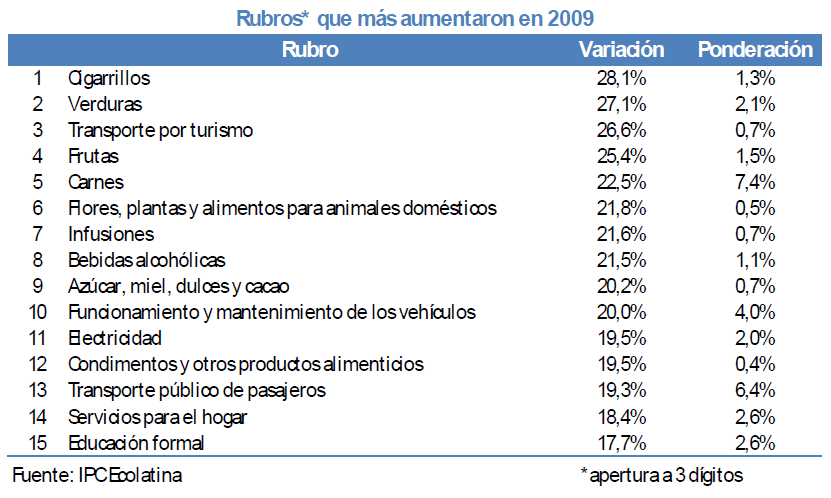 Rubros* que más aumentaron en 2009
Rubro Variación Ponderación
1 Cigarrillos 28,1% 1,3%
2 Verduras 27,1% 2,1%
3 Transporte por turismo 26,6% 0,7%
4 Frutas 25,4% 1,5%
5 Carnes 22,5% 7,4%
6 Flores, plantas y alimentos para animales domésticos 21,8% 0,5%
7 Infusiones 21,6% 0,7%
8 Bebidas alcohólicas 21,5% 1,1%
9 Azúcar, miel, dulces y cacao 20,2% 0,7%
10 Funcionamiento y mantenimiento de los vehículos 20,0% 4,0%
11 Electricidad 19,5% 2,0%
12 Condimentos y otros productos alimenticios 19,5% 0,4%
13 Transporte público de pasajeros 19,3% 6,4%
14 Servicios para el hogar 18,4% 2,6%
15 Educación formal 17,7% 2,6%
Fuente: IPC Ecolatina *apertura a 3 dígitos